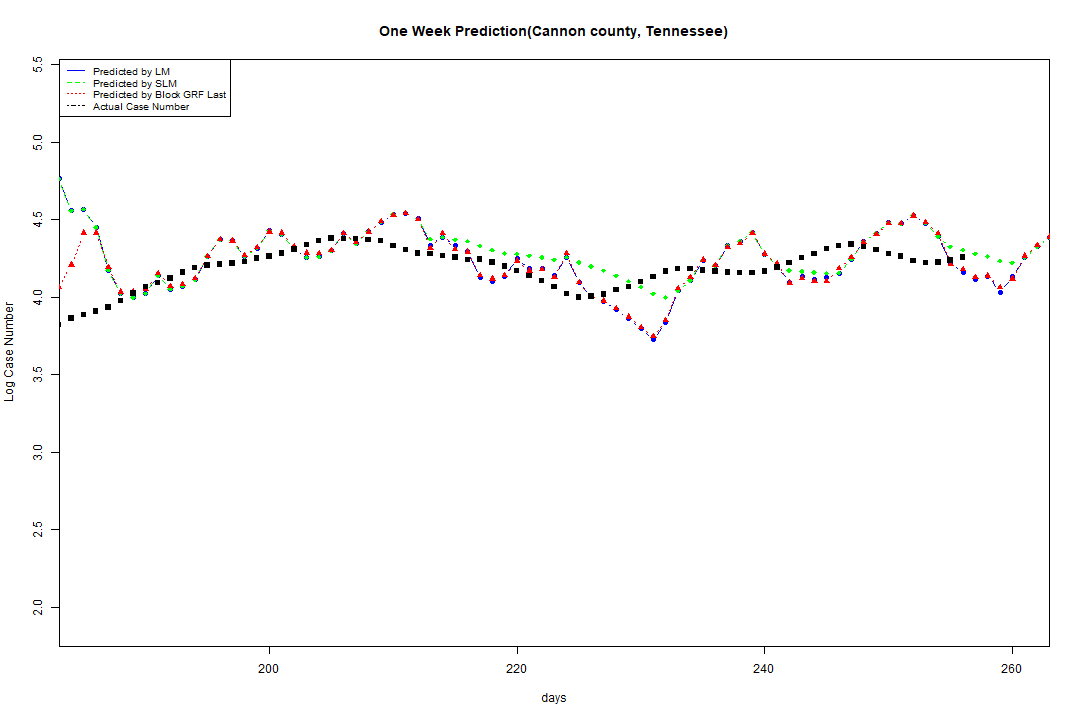 One Week Prediction(Cannon county, Tennessee)
Predicted by LM
Predicted by SLM
Predicted by Block GRF Last
Actual Case Number
Log Case Number
5.5
5.0
4.5
4.0
3.5
3.0
2.5
2.0
200 220 240 260
days